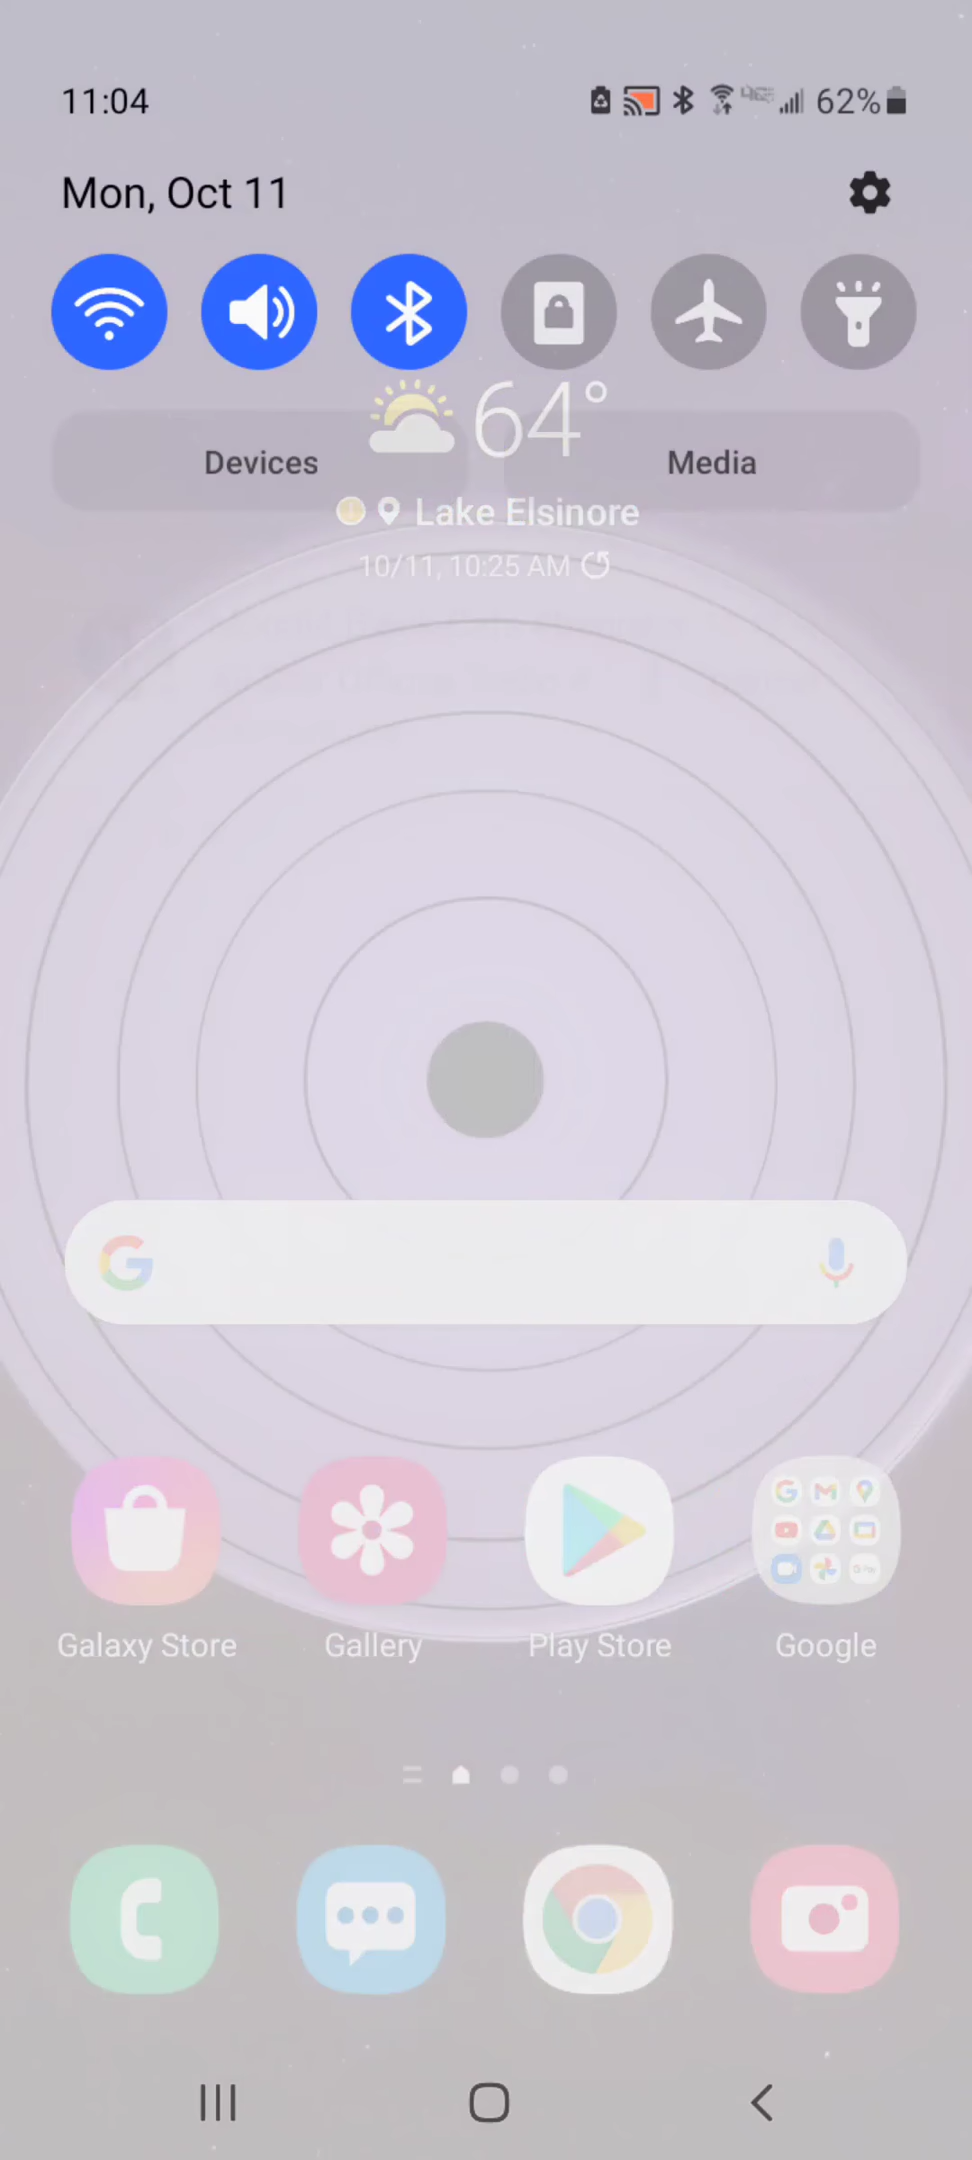 11:04
62%
Mon, Oct 11
64°
Devices
Media
Lake Elsinore
10/11, 10:25 AM
Galaxy Store
Gallery
Play Store
Google